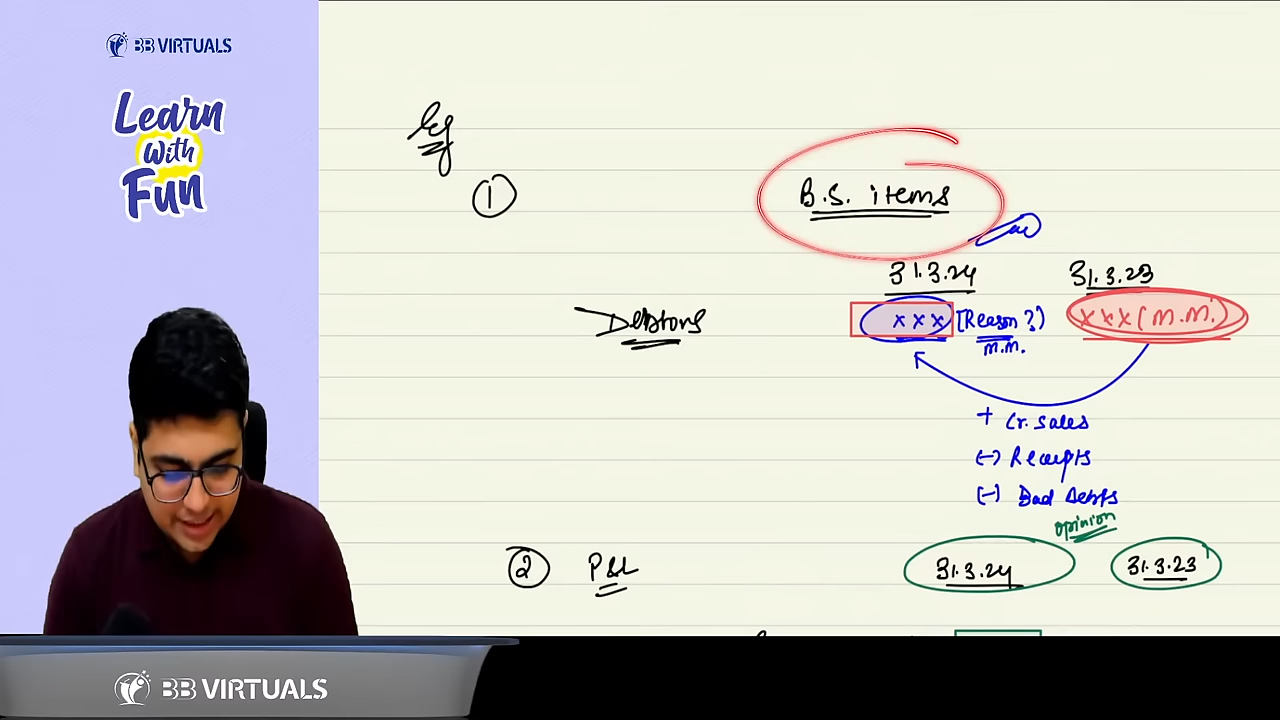 BB VIRTUALS
Learn
With
Fun
Eg
①
B.S. items
31.3.24 31.3.23
Debtors xxx [Reason?) xxx (m.m.)
m.m.
+ Cr. sales
(-) Receipts
(-) Bad Debts
opinion
② P&L 31.3.24 31.3.23
BB VIRTUALS